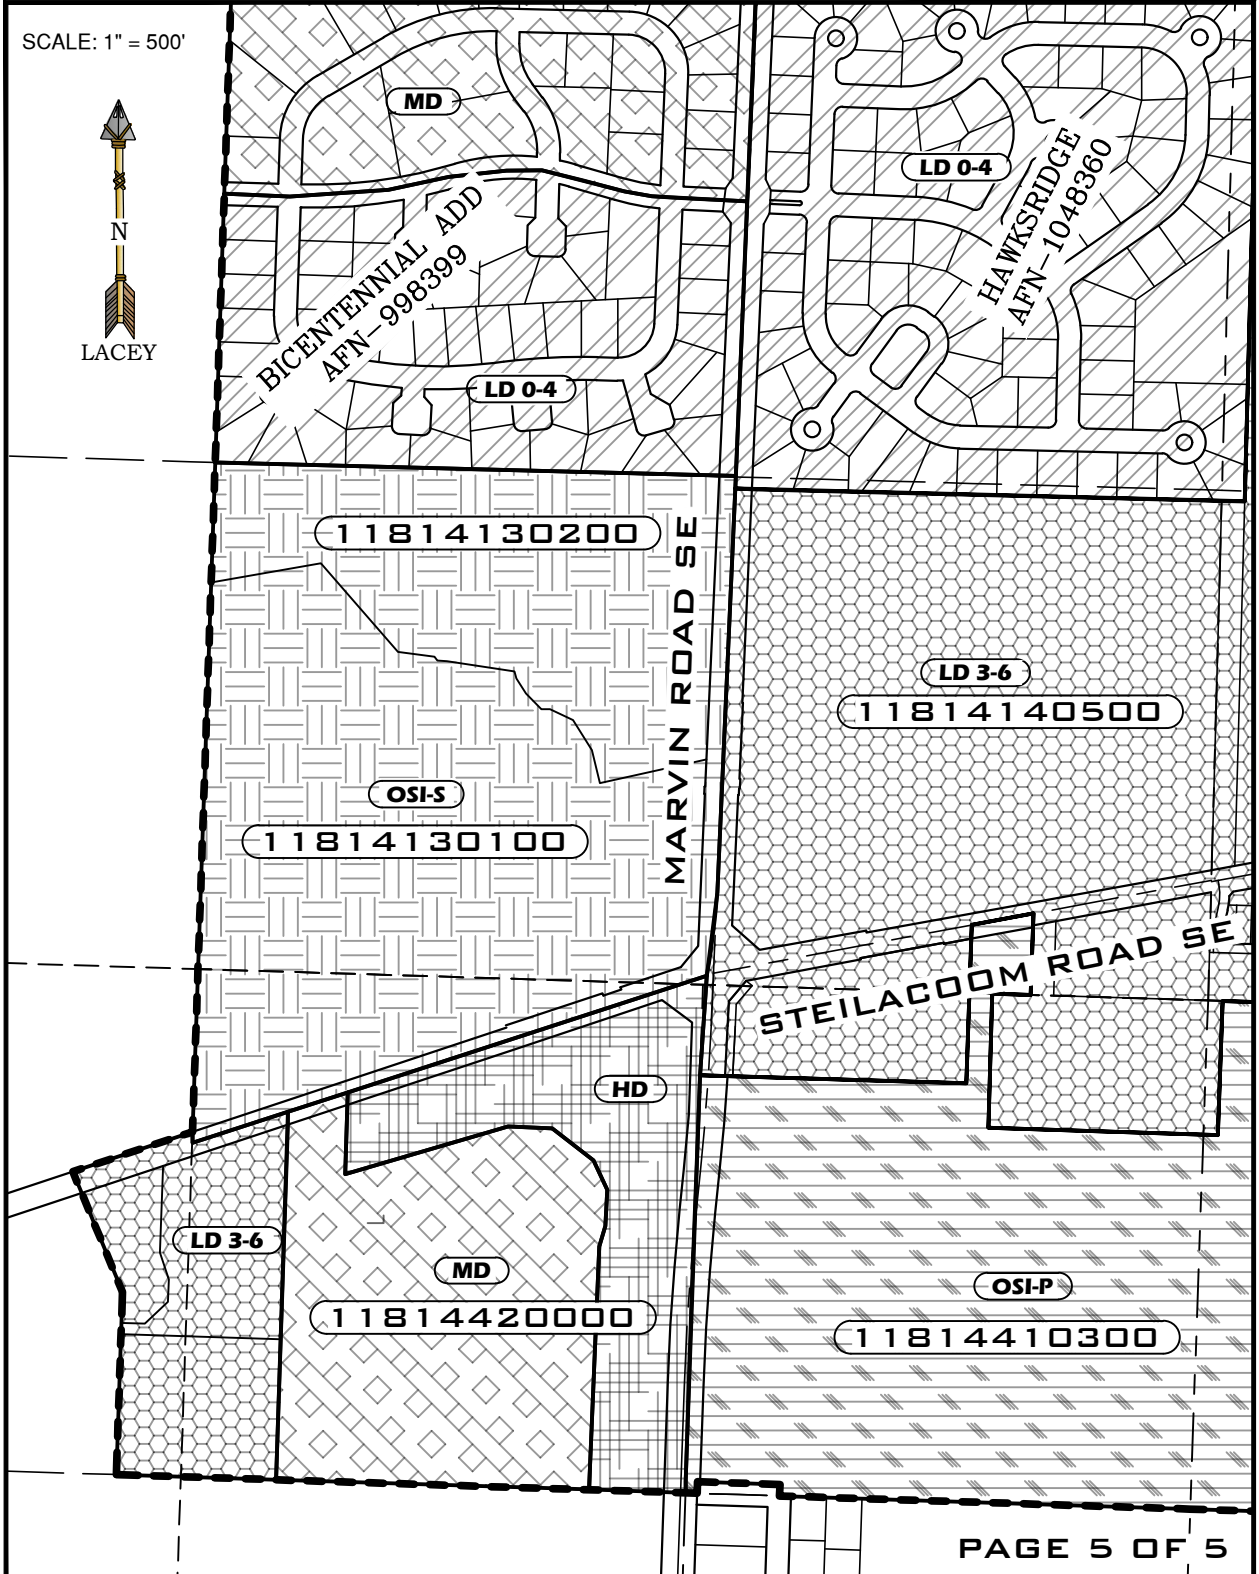 SCALE: 1" = 500'
N
LACEY
MD
BICENTENNIAL ADD
AFN-998399
LD 0-4
LD 0-4
HAWKSRIDGE
AFN-1048360
11814130200
MARVIN ROAD SE
LD 3-6
11814140500
OSI-S
11814130100
STEILACOOM ROAD SE
HD
LD 3-6
MD
11814420000
OSI-P
11814410300
PAGE 5 OF 5